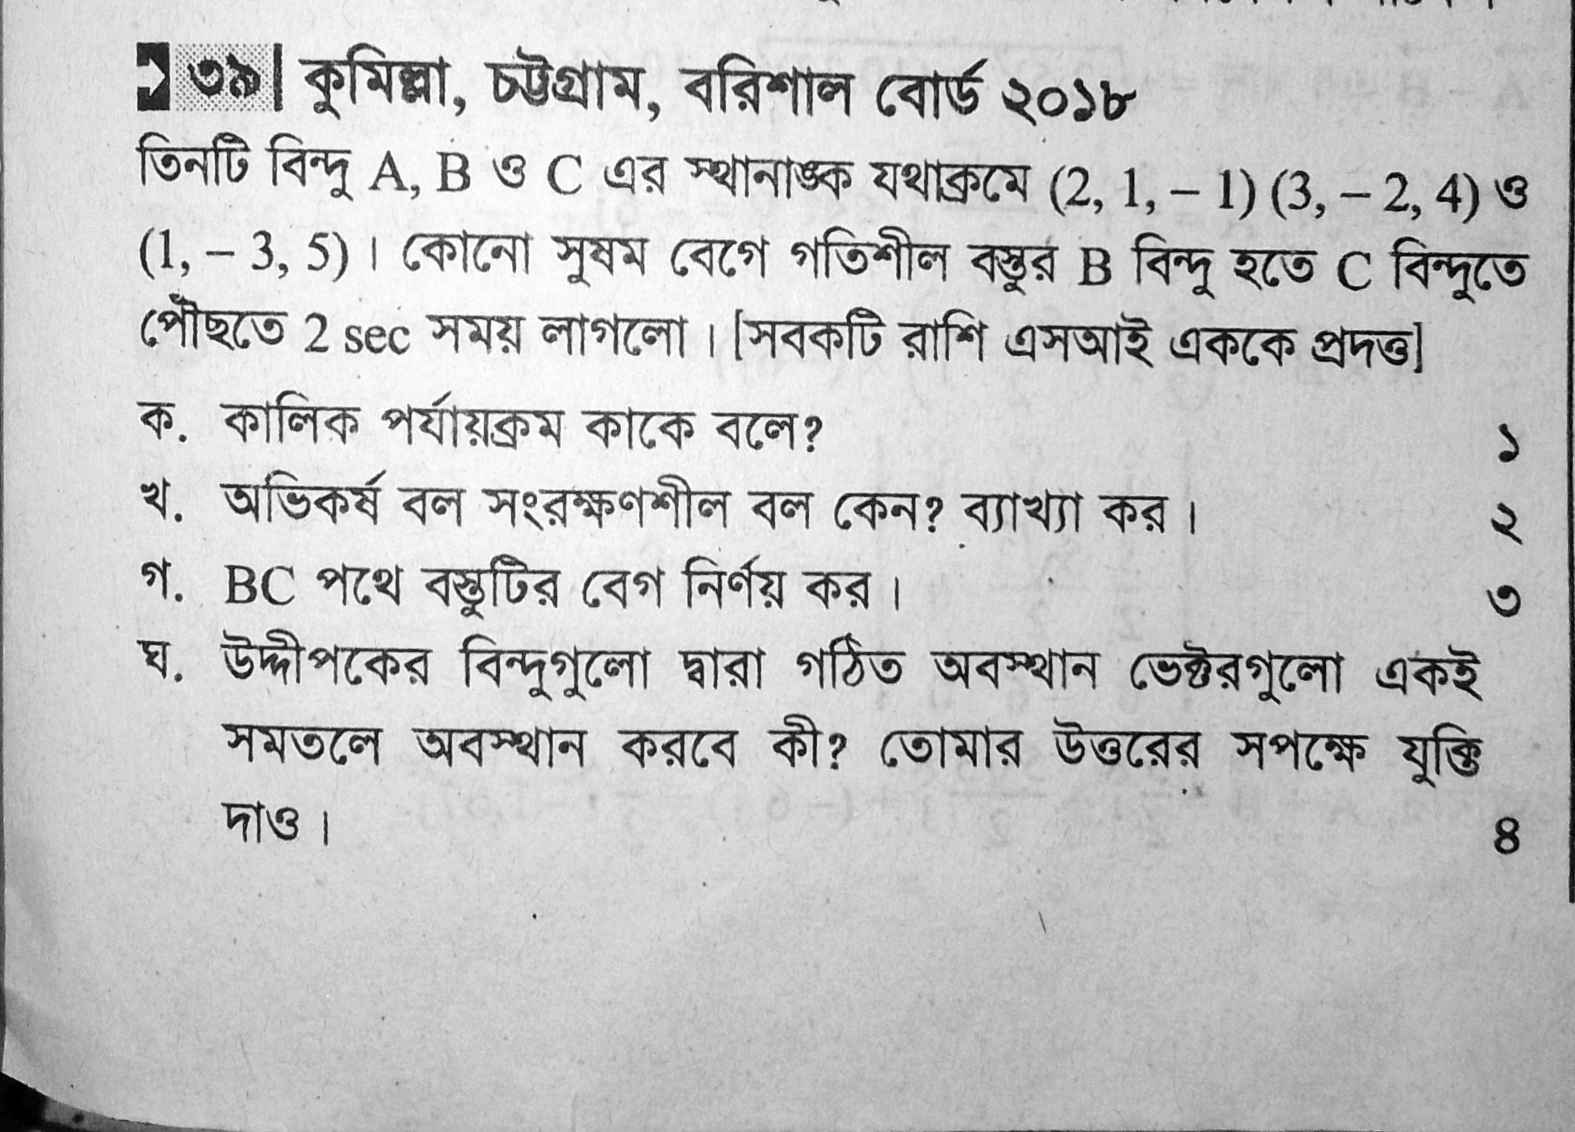 ৩৯| কুমিল্লা, চট্টগ্রাম, বরিশাল বোর্ড ২০১৮
তিনটি বিন্দু A, B ও C এর স্থানাঙ্ক যথাক্রমে (2, 1, – 1) (3, – 2, 4) ও
(1, – 3, 5) । কোনো সুষম বেগে গতিশীল বস্তুর B বিন্দু হতে C বিন্দুতে
পৌঁছতে 2 sec সময় লাগলো । [সবকটি রাশি এসআই এককে প্রদত্ত]
ক. কালিক পর্যায়ক্রম কাকে বলে? ১
খ. অভিকর্ষ বল সংরক্ষণশীল বল কেন? ব্যাখ্যা কর । ২
গ. BC পথে বস্তুটির বেগ নির্ণয় কর । ৩
ঘ. উদ্দীপকের বিন্দুগুলো দ্বারা গঠিত অবস্থান ভেক্টরগুলো একই
সমতলে অবস্থান করবে কী? তোমার উত্তরের সপক্ষে যুক্তি
দাও । ৪